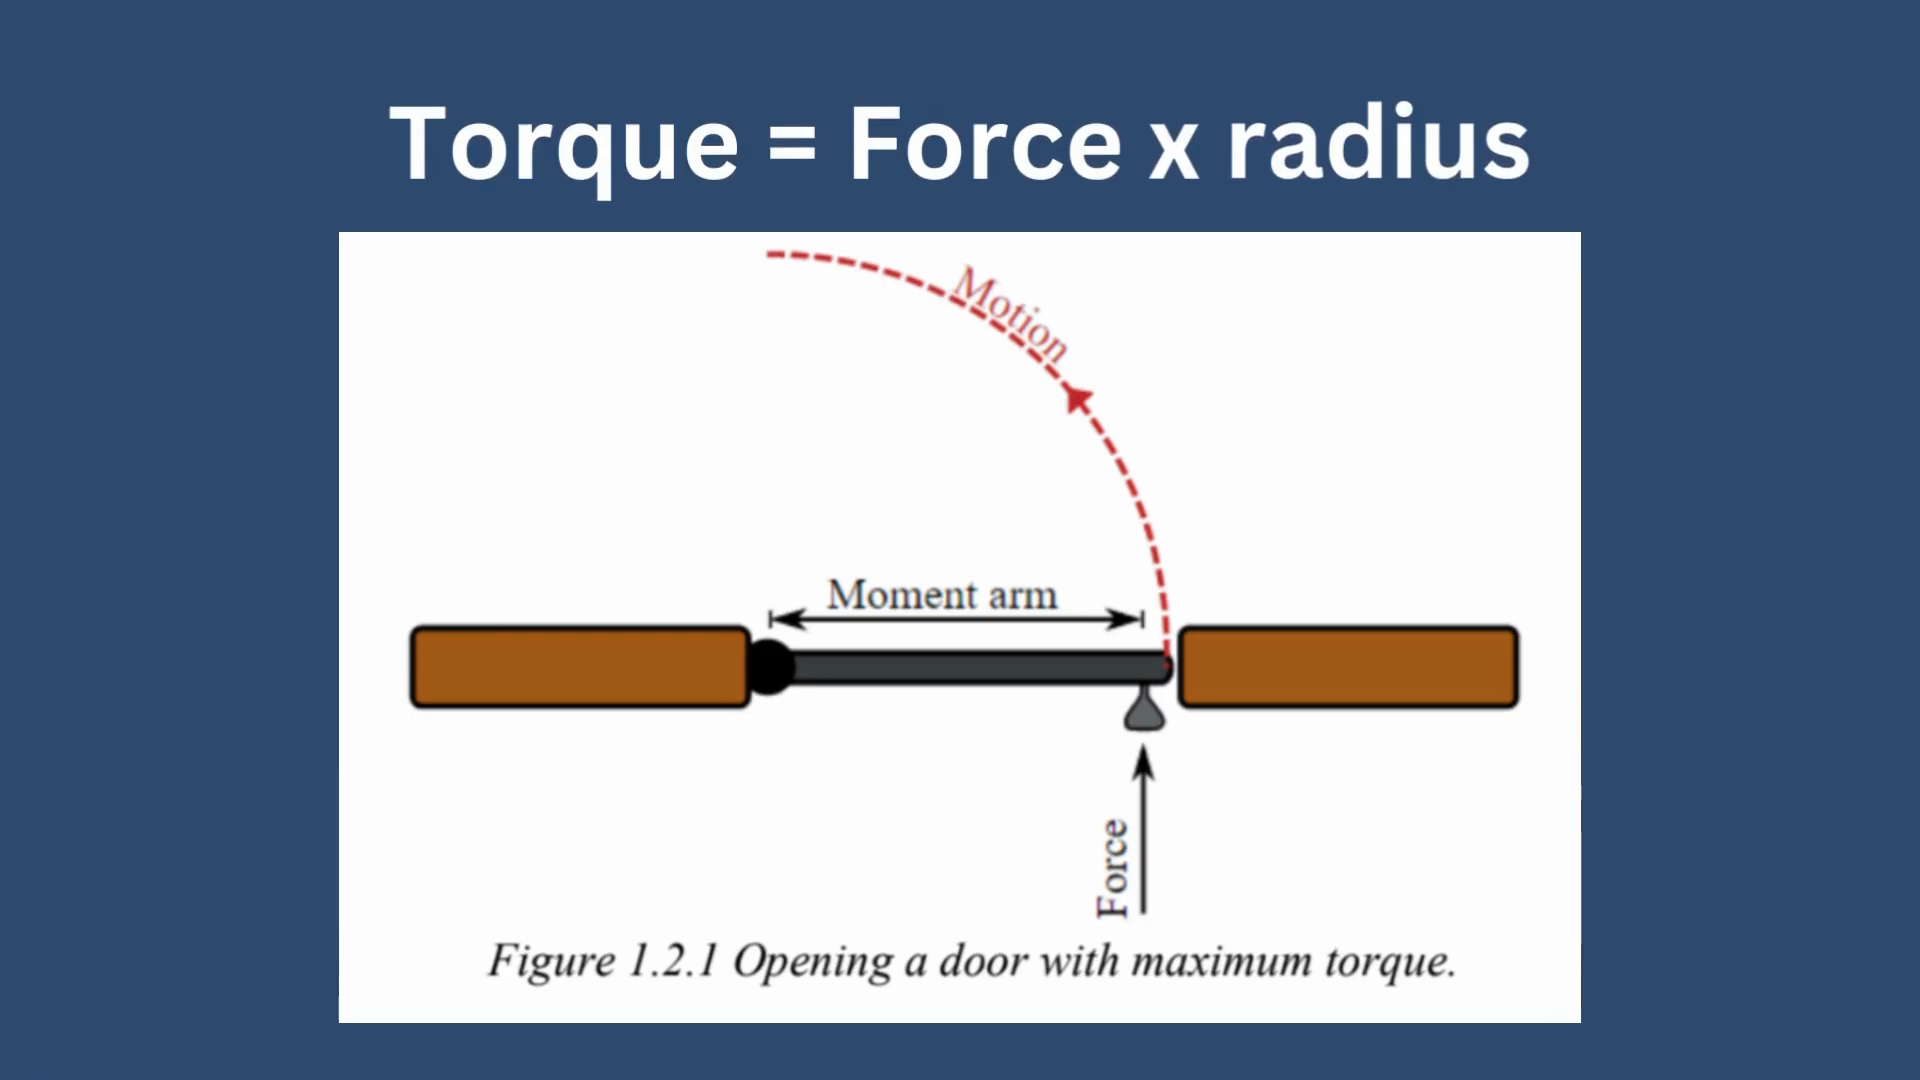 Torque = Force x radius
Motion
Moment arm
Force
Figure 1.2.1 Opening a door with maximum torque.